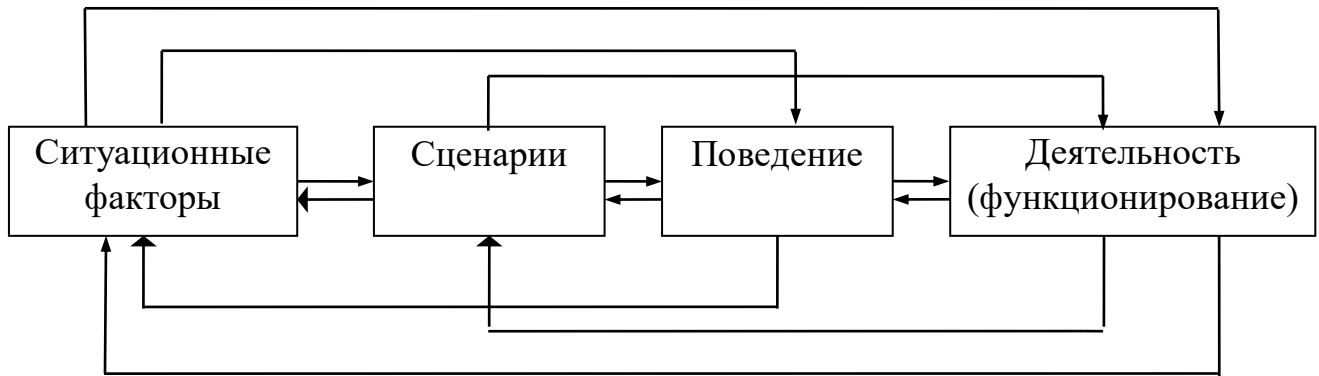 Ситуационные
факторы
Сценарии
Поведение
Деятельность
(функционирование)